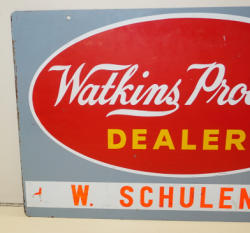 Watkins Pro
DEALER
W. SCHULEN